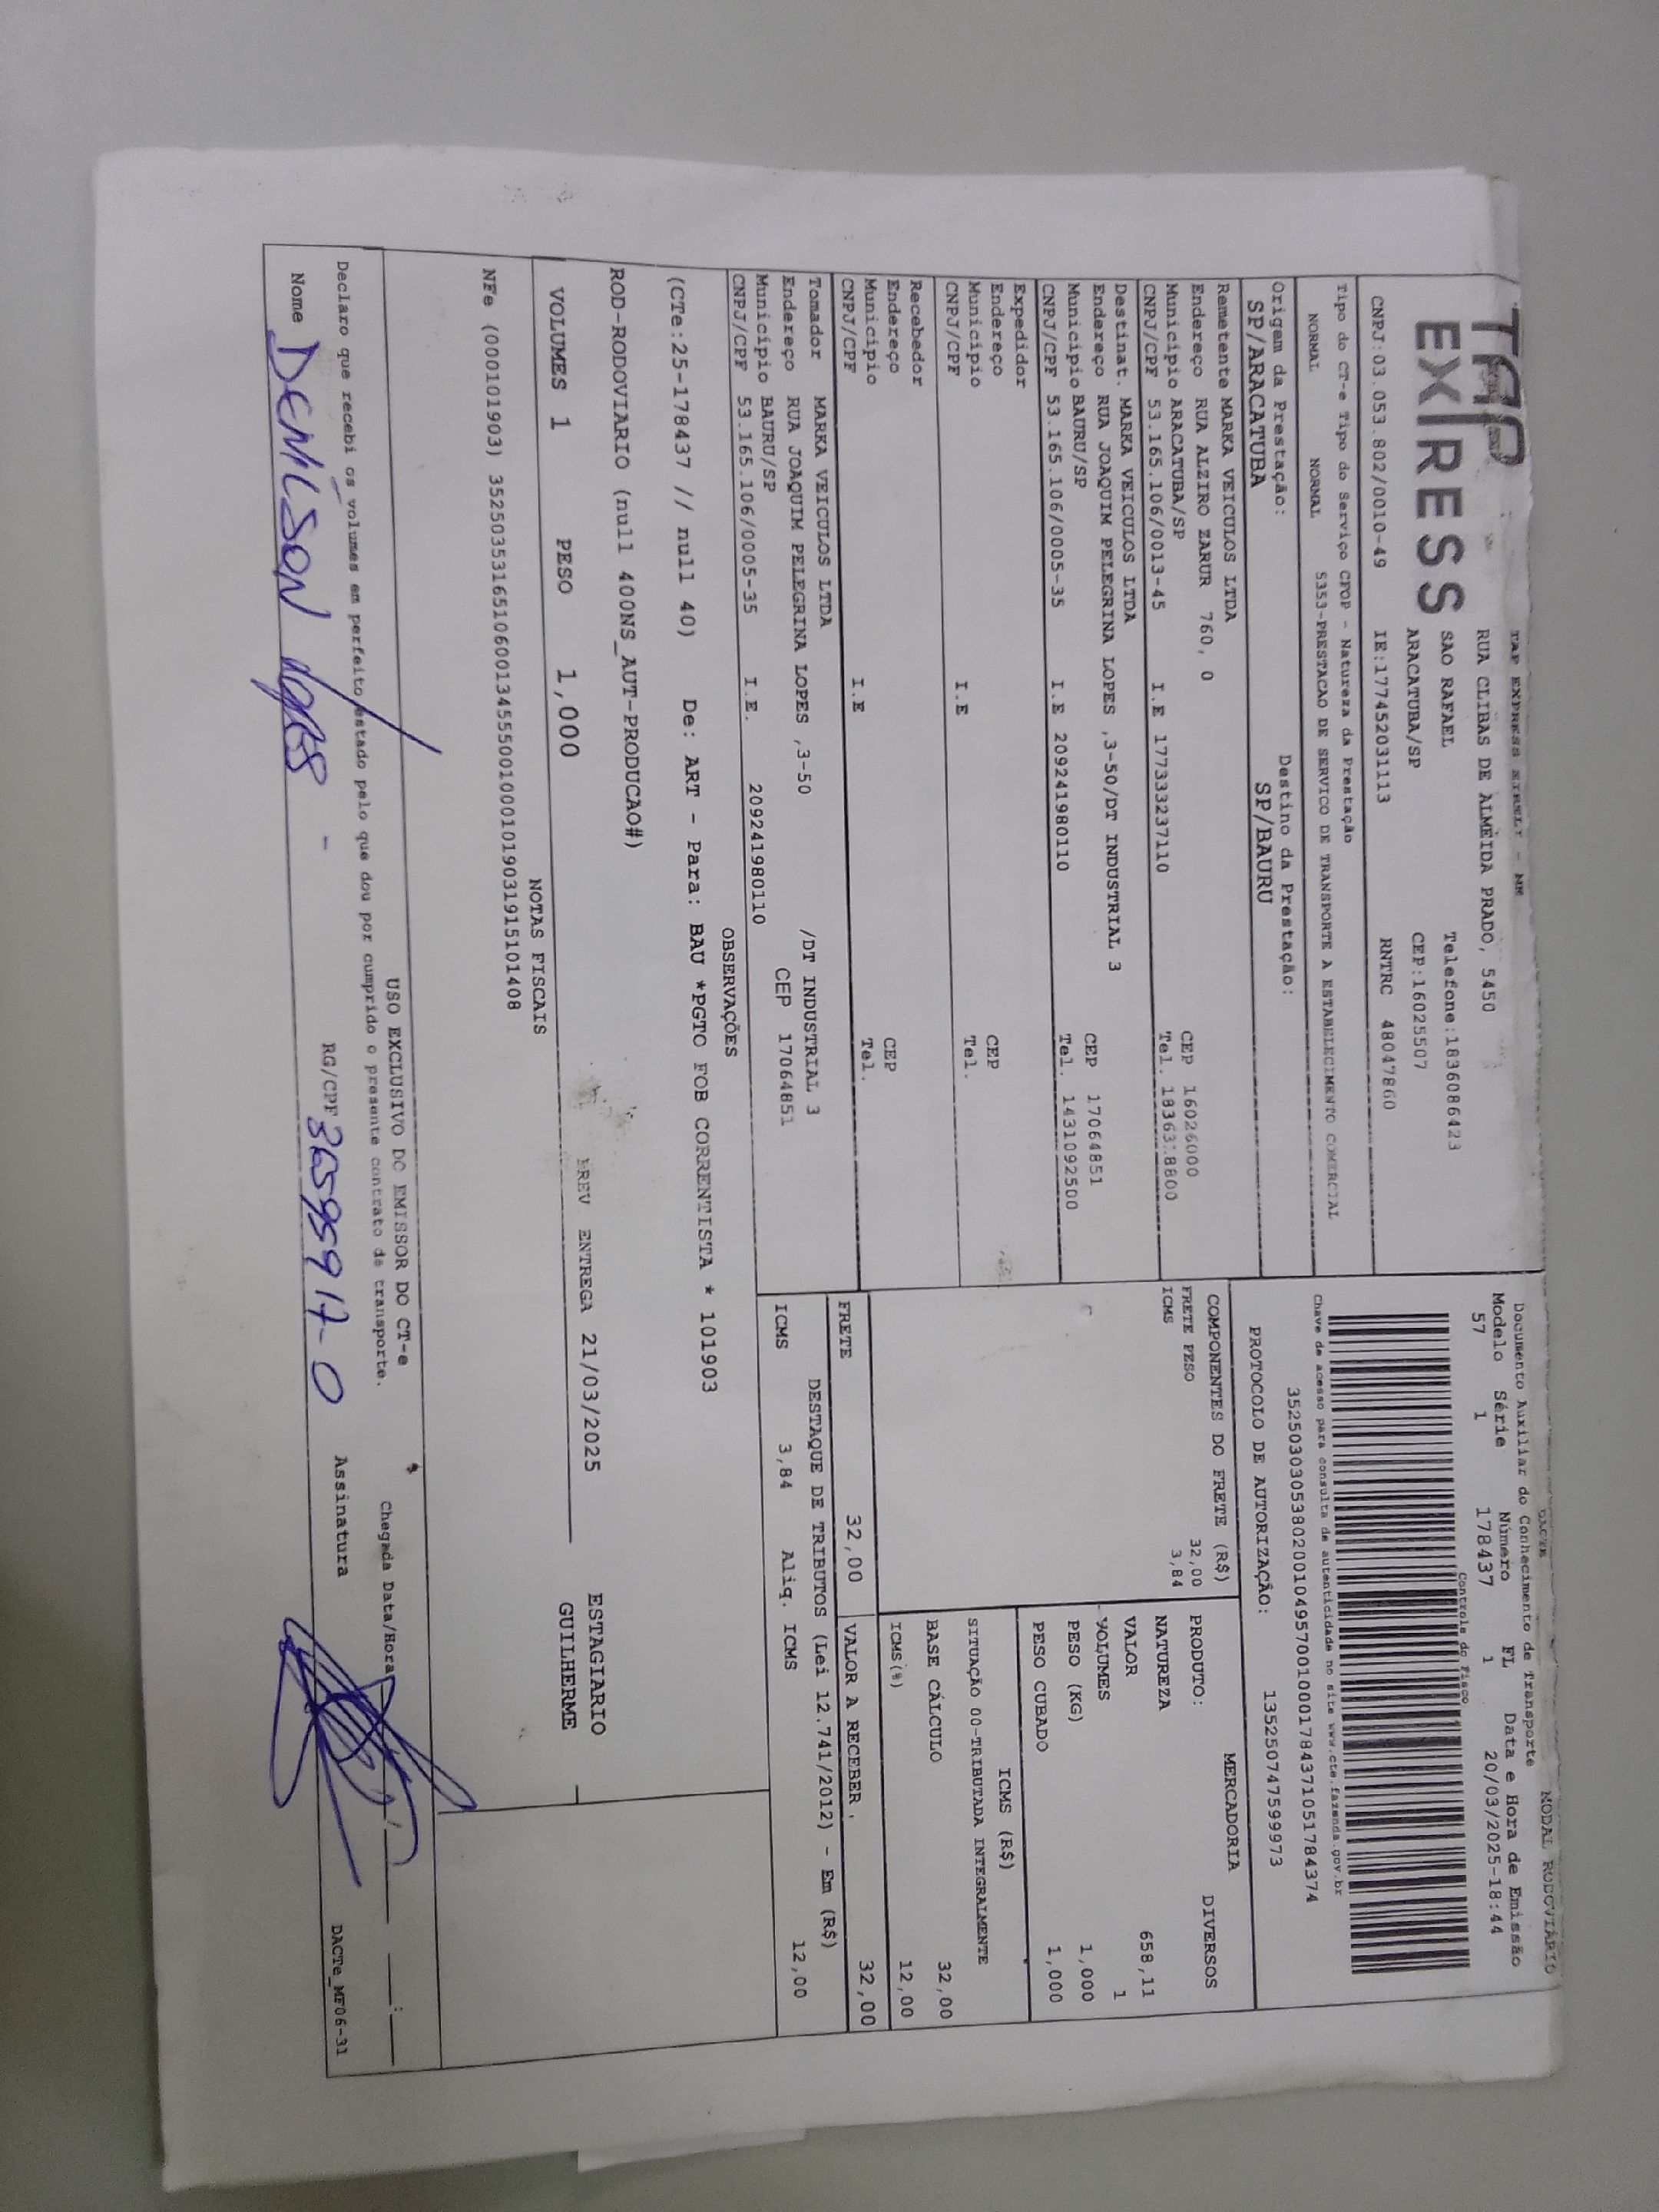 TAP
EXPRESS
TAP EXPRESS EIRELI - ME
RUA CLIBAS DE ALMEIDA PRADO, 5450
SAO RAFAEL Telefone:1836086423
ARACATUBA/SP CEP:16025507
CNPJ:03.053.802/0010-49 IE:177452031113 RNTRC 48047860
Tipo do CT-e Tipo do Serviço CFOP - Natureza da Prestação
NORMAL NORMAL 5353-PRESTACAO DE SERVICO DE TRANSPORTE A ESTABELECIMENTO COMERCIAL
Origem da Prestação: Destino da Prestação:
SP/ARACATUBA SP/BAURU
Remetente MARKA VEICULOS LTDA
Endereço RUA ALZIRO ZARUR 760, 0 CEP 16026000
Municipio ARACATUBA/SP Tel.
CNPJ/CPF 53.165.106/0013-45 I.E 177333237110
Destinat. MARKA VEICULOS LTDA
Endereço RUA JOAQUIM PELEGRINA LOPES ,3-50/DT INDUSTRIAL 3
Municipio BAURU/SP CEP 17064851
CNPJ/CPF 53.165.106/0005-35 I.E 209241980110 Tel. 1431092500
Expedidor
Endereço
Municipio CEP
CNPJ/CPF I.E Tel.
Recebedor
Endereço
Municipio CEP
CNPJ/CPF I.E Tel.
Tomador MARKA VEICULOS LTDA
Endereço RUA JOAQUIM PELEGRINA LOPES ,3-50 /DT INDUSTRIAL 3
Municipio BAURU/SP CEP 17064851
CNPJ/CPF 53.165.106/0005-35 I.E. 209241980110
DACTE MODAL RODOVIÁRIO
Documento Auxiliar do Conhecimento de Transporte
Modelo Série Número FL Data e Hora de Emissão
57 1 178437 1 20/03/2025-18:44
Controle do Fisco
Chave de acesso para consulta de autenticidade no site www.cte.fazenda.gov.br
35250303053802001049570010001784371051784374
PROTOCOLO DE AUTORIZAÇÃO: 135250747599973
COMPONENTES DO FRETE (R$)
FRETE PESO 32,00
ICMS 3,84
MERCADORIA
PRODUTO: DIVERSOS
NATUREZA
VALOR 658,11
VOLUMES 1
PESO (KG) 1,000
PESO CUBADO 1,000
ICMS (R$)
SITUAÇÃO 00-TRIBUTADA INTEGRALMENTE
BASE CÁLCULO 32,00
ICMS(%) 12,00
FRETE 32,00 VALOR A RECEBER 32,00
DESTAQUE DE TRIBUTOS (Lei 12.741/2012) - Em (R$)
ICMS 3,84 Aliq. ICMS 12,00
OBSERVAÇÕES
(CTe:25-178437 // null 40) De: ART - Para: BAU *PGTO FOB CORRENTISTA * 101903
ROD-RODOVIARIO (null 400NS_AUT-PRODUCAO#)
VOLUMES 1 PESO 1,000 PREV ENTREGA 21/03/2025 ESTAGIARIO
GUILHERME
NOTAS FISCAIS
NFe (000101903) 35250353165106001345550010001019031915101408
USO EXCLUSIVO DO EMISSOR DO CT-e
Declaro que recebi os volumes em perfeito estado pelo que dou por cumprido o presente contrato de transporte. Chegada Data/Hora
Nome DENILSON RG/CPF 36595917-0 Assinatura
DACTe_MF06-31